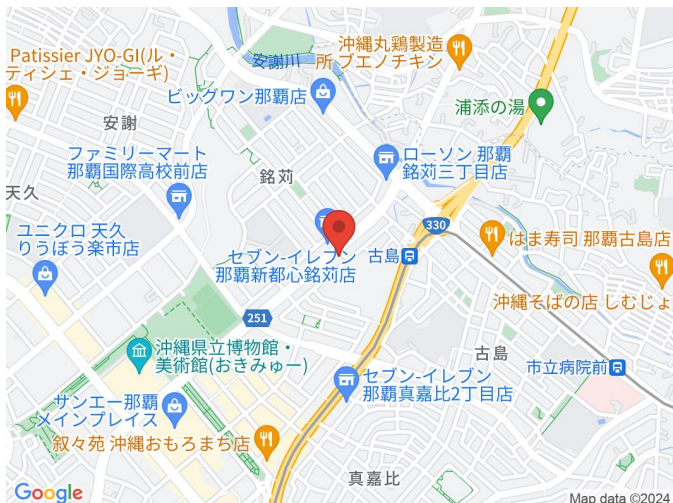 Patissier JYO-GI(ル・
ティシェ・ジョーギ)
安謝川
沖縄丸鶏製造
所 ブエノチキン
ビッグワン那覇店
浦添の湯
安謝
ファミリーマート
那覇国際高校前店
ローソン 那覇
銘苅三丁目店
銘苅
天久
ユニクロ 天久
りうぼう楽市店
セブン-イレブン
那覇新都心銘苅店
古島
330
はま寿司 那覇古島店
沖縄そばの店 しむじょ
251
沖縄県立博物館・
美術館(おきみゅー)
古島
市立病院前
セブン-イレブン
那覇真嘉比2丁目店
サンエー那覇
メインプレイス
叙々苑 沖縄おもろまち店
真嘉比
Google
Map data ©2024